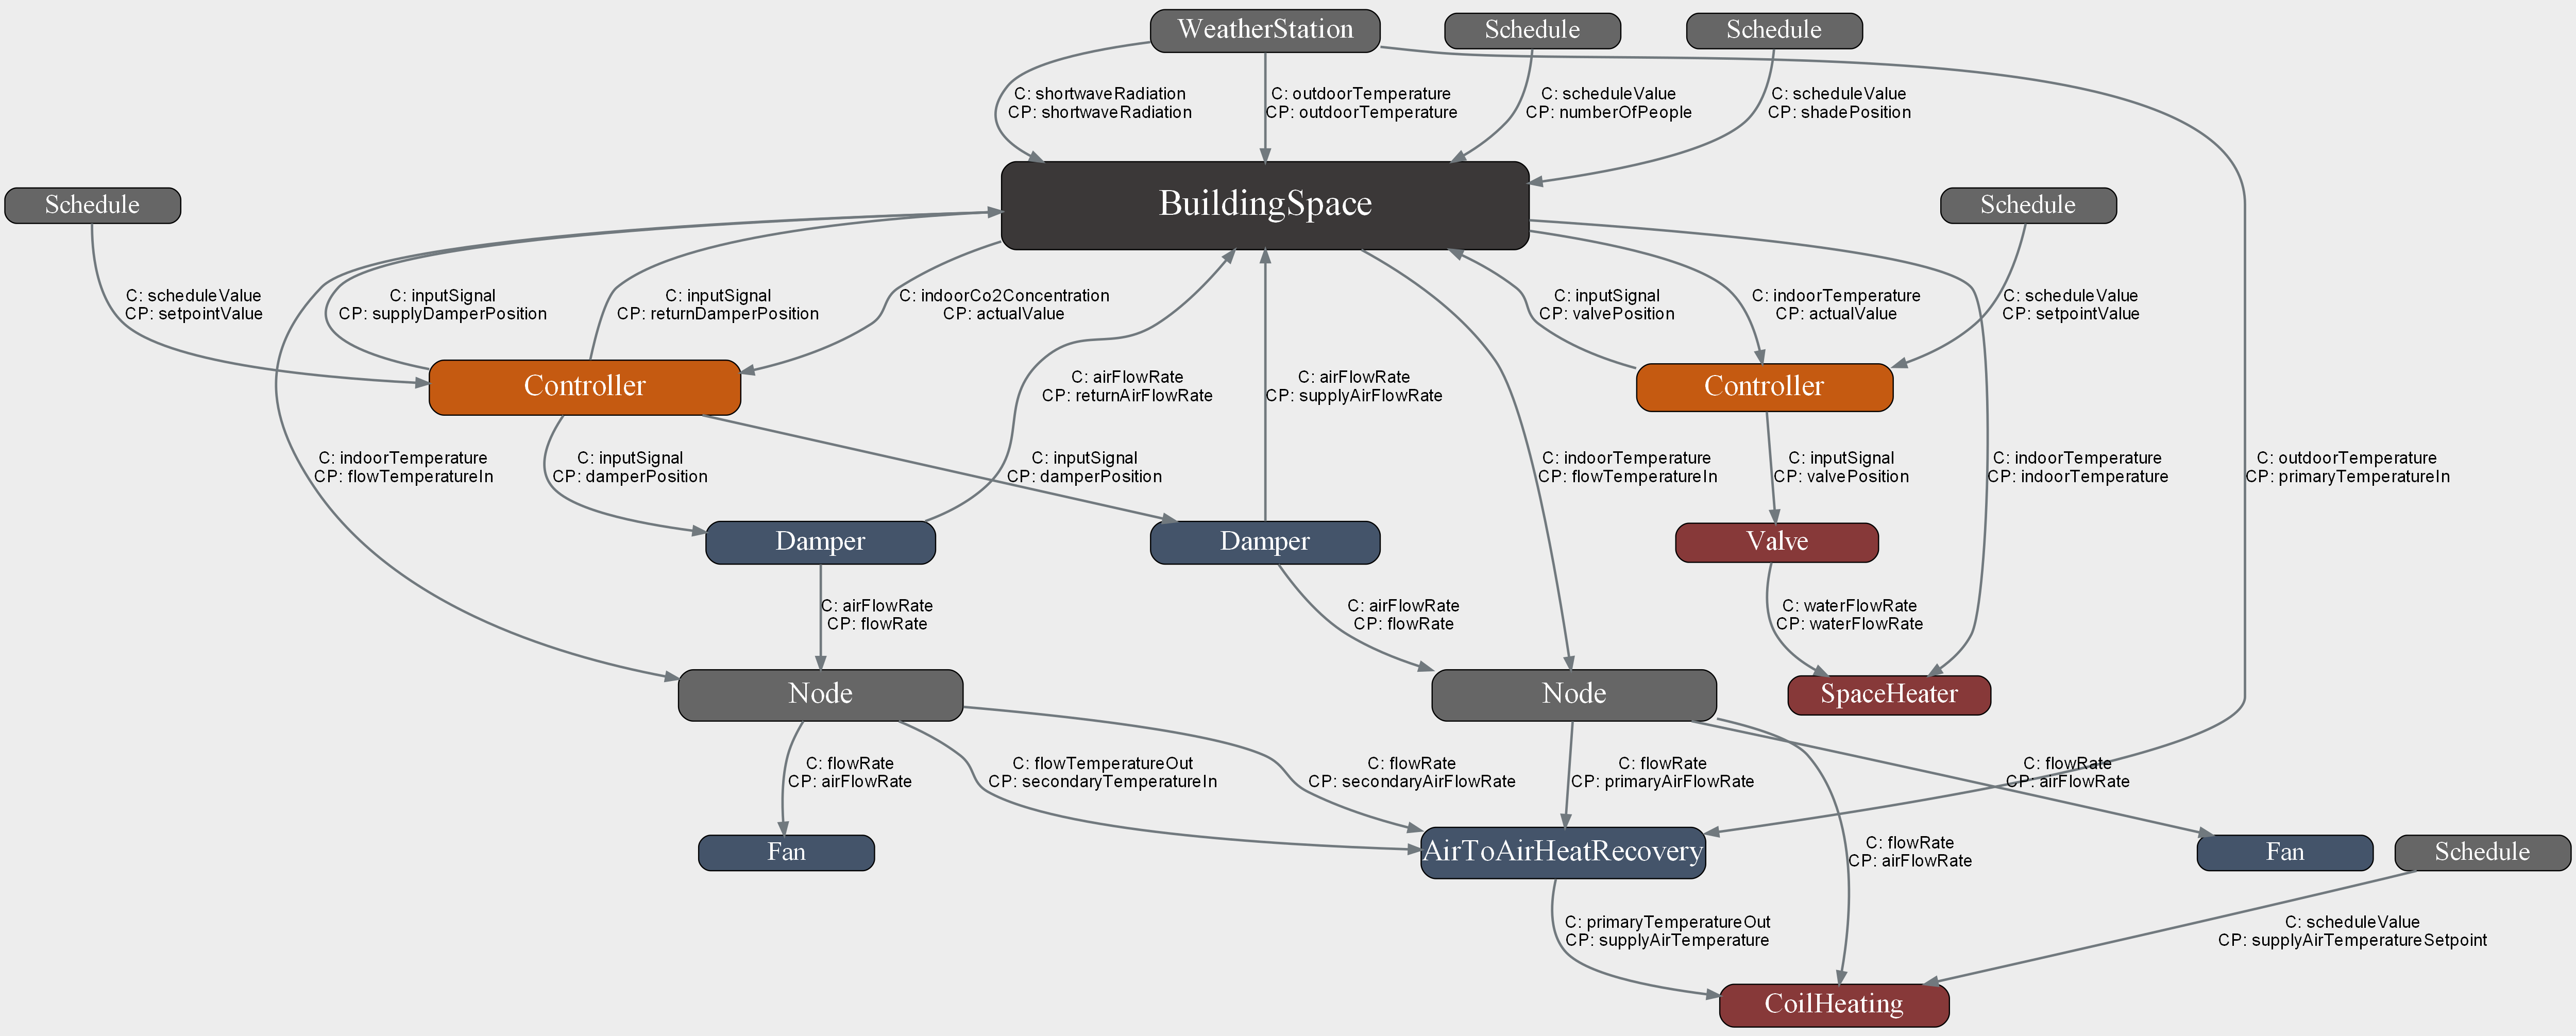 WeatherStation
Schedule
Schedule
C: shortwaveRadiation
CP: shortwaveRadiation
C: outdoorTemperature
CP: outdoorTemperature
C: scheduleValue
CP: numberOfPeople
C: scheduleValue
CP: shadePosition
Schedule
BuildingSpace
Schedule
C: scheduleValue
CP: setpointValue
C: inputSignal
CP: supplyDamperPosition
C: inputSignal
CP: returnDamperPosition
C: indoorCo2Concentration
CP: actualValue
C: inputSignal
CP: valvePosition
C: indoorTemperature
CP: actualValue
C: scheduleValue
CP: setpointValue
Controller
C: airFlowRate
CP: returnAirFlowRate
C: airFlowRate
CP: supplyAirFlowRate
Controller
C: indoorTemperature
CP: flowTemperatureIn
C: inputSignal
CP: damperPosition
C: inputSignal
CP: damperPosition
C: indoorTemperature
CP: flowTemperatureIn
C: inputSignal
CP: valvePosition
C: indoorTemperature
CP: indoorTemperature
C: outdoorTemperature
CP: primaryTemperatureIn
Damper
Damper
Valve
C: airFlowRate
CP: flowRate
C: airFlowRate
CP: flowRate
C: waterFlowRate
CP: waterFlowRate
Node
Node
SpaceHeater
C: flowRate
CP: airFlowRate
C: flowTemperatureOut
CP: secondaryTemperatureIn
C: flowRate
CP: secondaryAirFlowRate
C: flowRate
CP: primaryAirFlowRate
C: flowRate
CP: airFlowRate
Fan
AirToAirHeatRecovery
C: flowRate
CP: airFlowRate
Fan
Schedule
C: primaryTemperatureOut
CP: supplyAirTemperature
C: scheduleValue
CP: supplyAirTemperatureSetpoint
CoilHeating